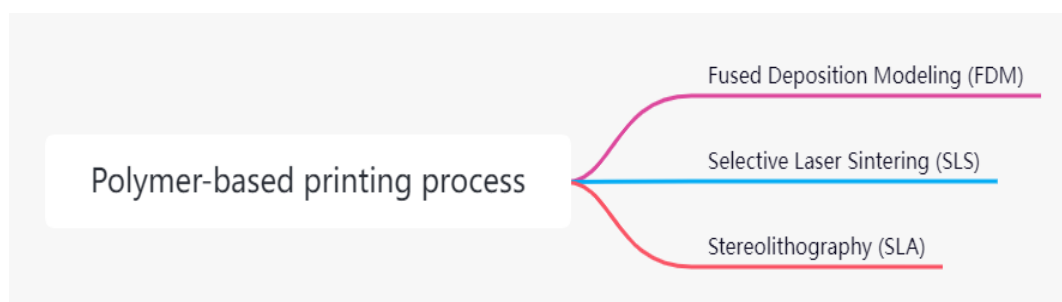 Fused Deposition Modeling (FDM)
Polymer-based printing process
Selective Laser Sintering (SLS)
Stereolithography (SLA)